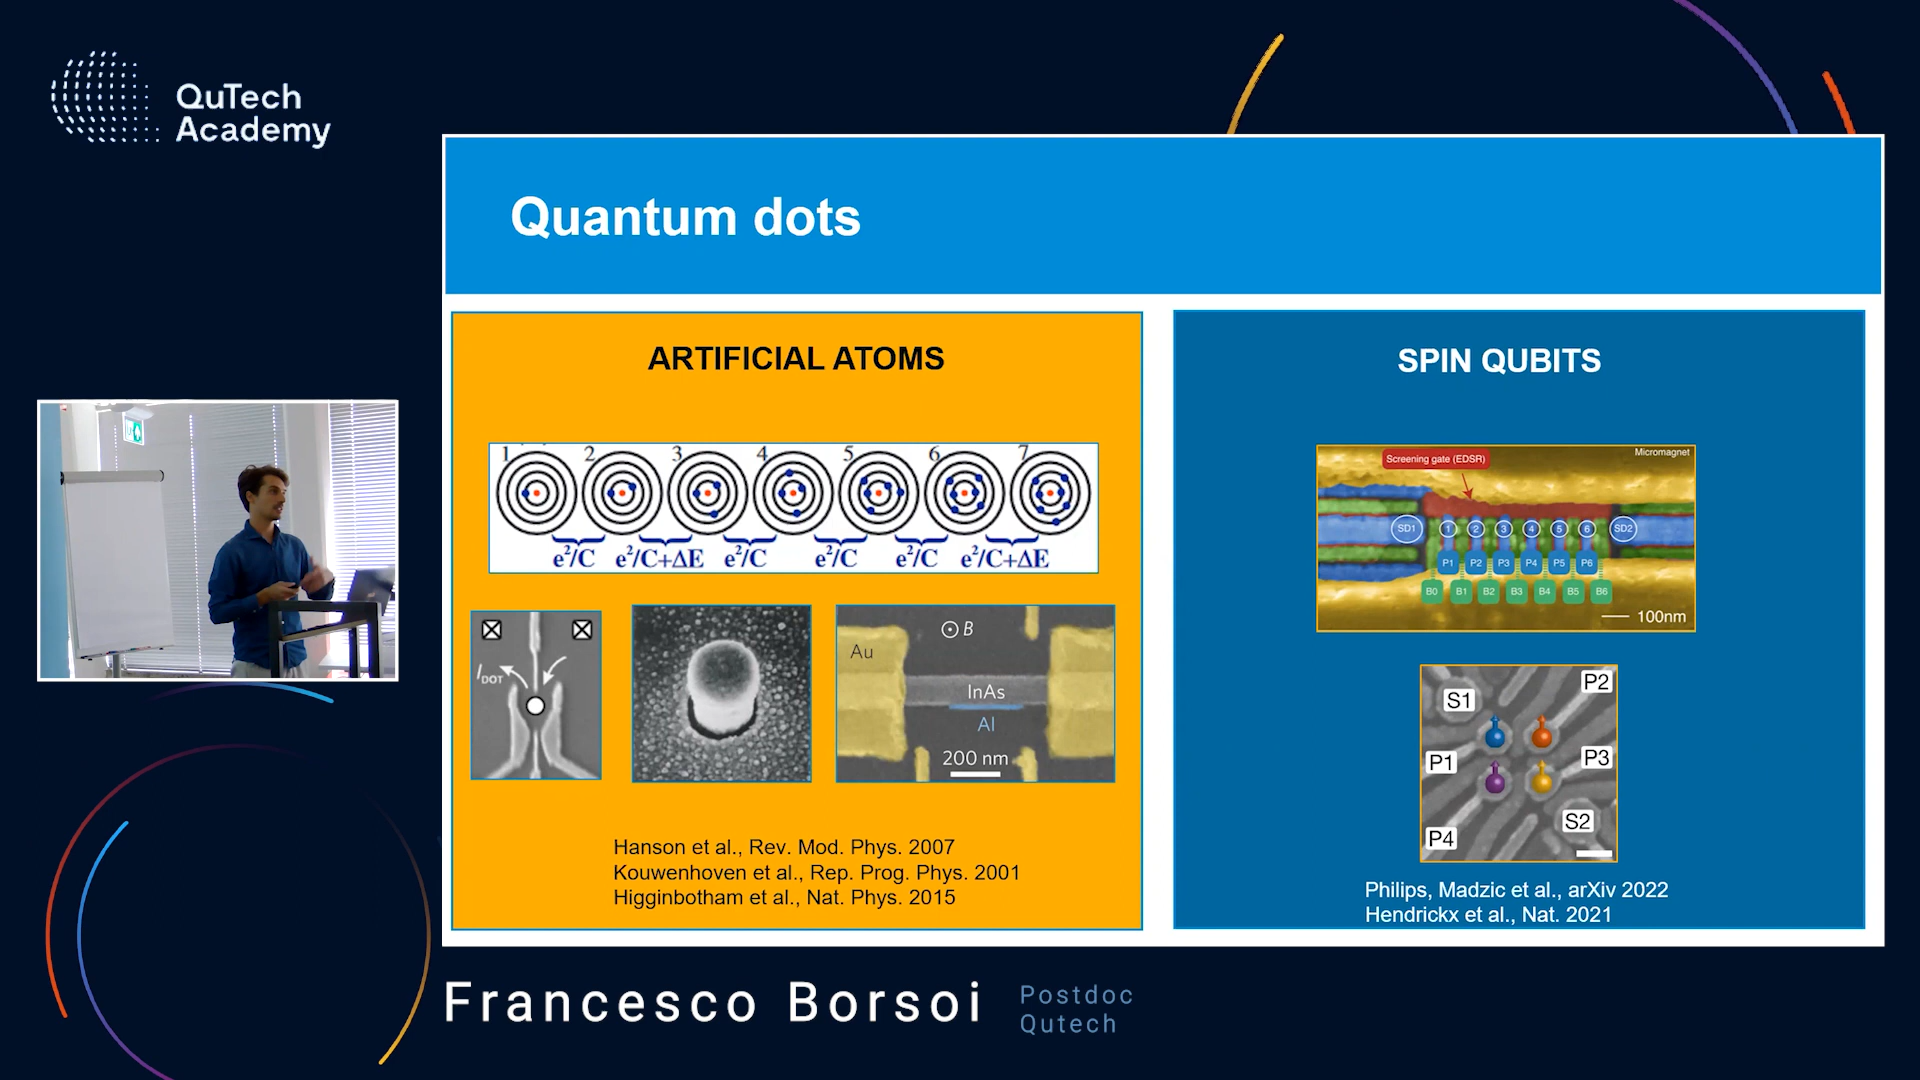 QuTech
Academy
Quantum dots
ARTIFICIAL ATOMS
1 2 3 4 5 6 7
e²/C e²/C+ΔE e²/C e²/C e²/C e²/C+ΔE
I_DOT
B
Au
InAs
Al
200 nm
Hanson et al., Rev. Mod. Phys. 2007
Kouwenhoven et al., Rep. Prog. Phys. 2001
Higginbotham et al., Nat. Phys. 2015
SPIN QUBITS
Screening gate (EDSR)
Micromagnet
SD1 1 2 3 4 5 6 SD2
P1 P2 P3 P4 P5 P6
B0 B1 B2 B3 B4 B5 B6
100nm
P2
S1
P3
P1
S2
P4
Philips, Madzic et al., arXiv 2022
Hendrickx et al., Nat. 2021
Francesco Borsoi
Postdoc
Qutech